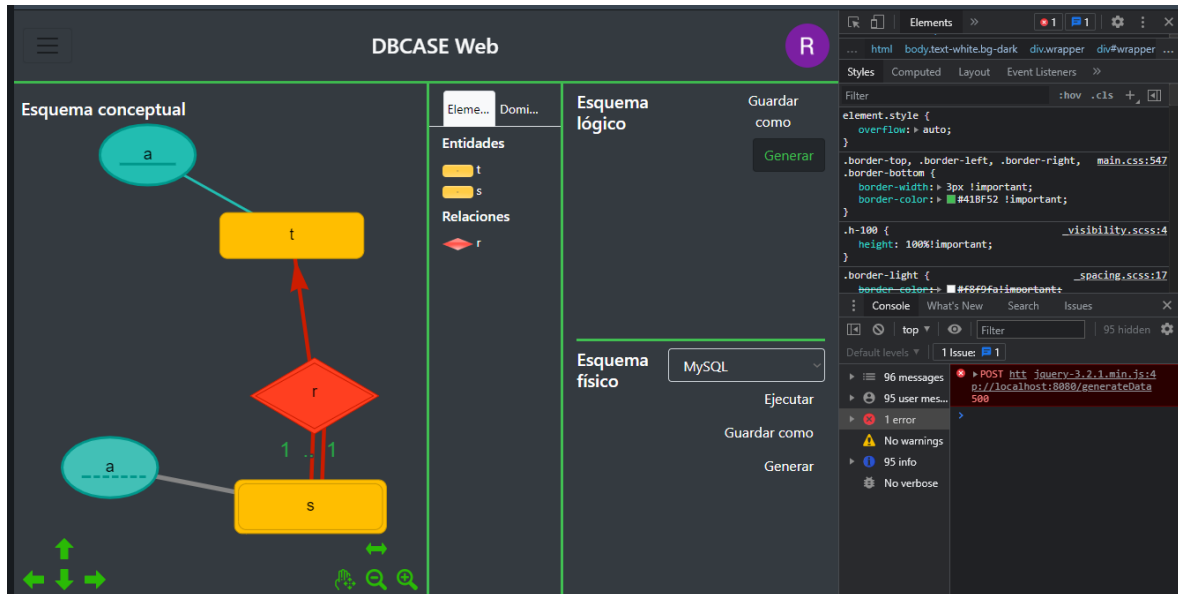 DBCASE Web
R
Esquema conceptual
a
t
r
1 .. 1
a
s
Eleme...
Domi...
Entidades
t
s
Relaciones
r
Esquema
lógico
Guardar
como
Generar
Esquema
físico
MySQL
Ejecutar
Guardar como
Generar
Elements » 1 1
... html body.text-white.bg-dark div.wrapper div#wrapper ...
Styles Computed Layout Event Listeners »
Filter :hov .cls +
element.style {
overflow: auto;
}
.border-top, .border-left, .border-right, main.css:547
.border-bottom {
border-width: 3px !important;
border-color: #41BF52 !important;
}
.h-100 { _visibility.scss:4
height: 100%!important;
}
.border-light { _spacing.scss:17
border-color: #f8f9fa!important;
Console What's New Search Issues
top Filter 95 hidden
Default levels 1 Issue: 1
96 messages
95 user mes...
1 error
No warnings
95 info
No verbose
POST htt jquery-3.2.1.min.js:4
p://localhost:8080/generateData
500